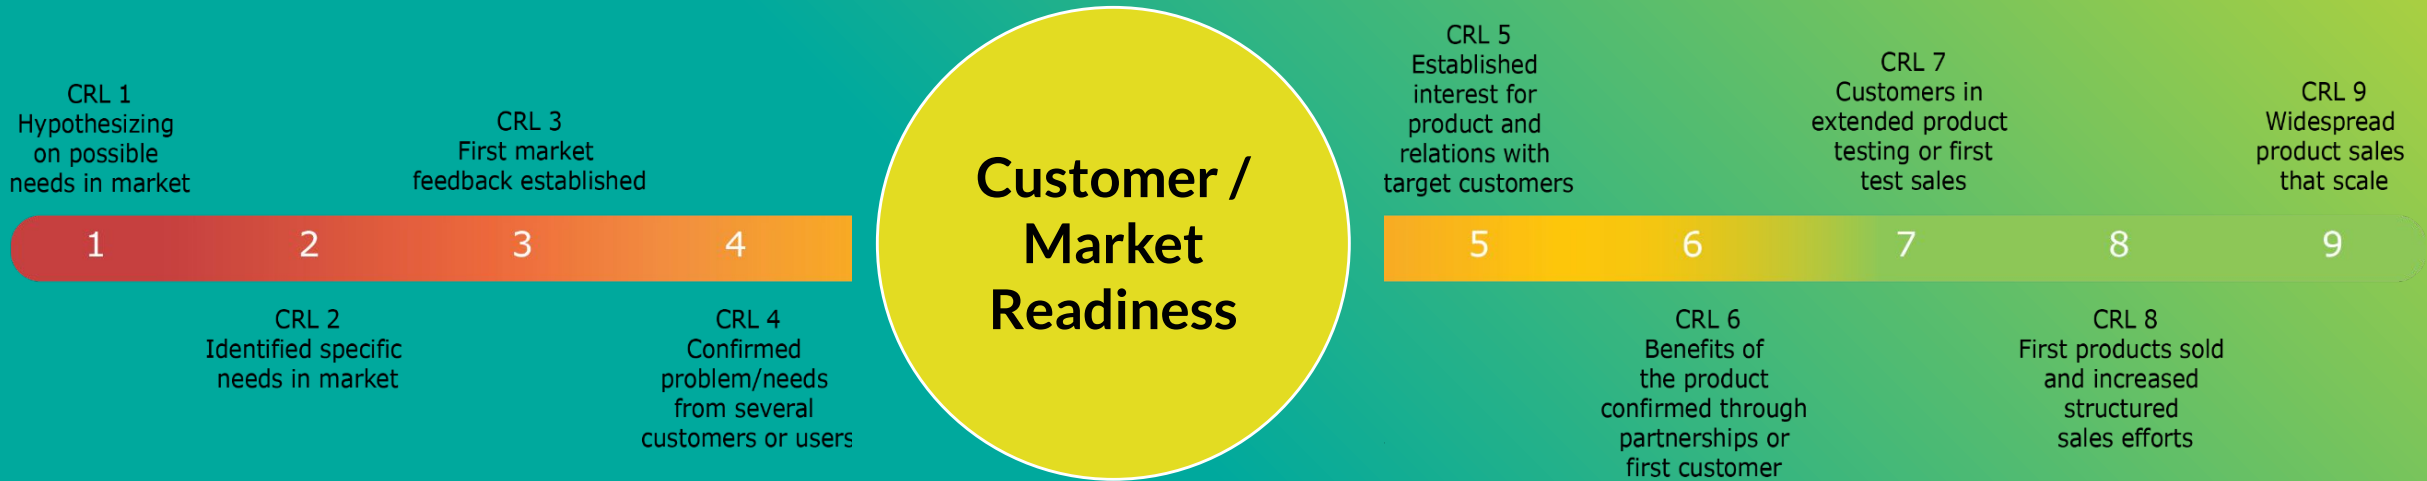 CRL 1
Hypothesizing
on possible
needs in market
1
CRL 2
Identified specific
needs in market
2
CRL 3
First market
feedback established
3
CRL 4
Confirmed
problem/needs
from several
customers or users
4
Customer /
Market
Readiness
CRL 5
Established
interest for
product and
relations with
target customers
5
CRL 6
Benefits of
the product
confirmed through
partnerships or
first customer
6
CRL 7
Customers in
extended product
testing or first
test sales
7
CRL 8
First products sold
and increased
structured
sales efforts
8
CRL 9
Widespread
product sales
that scale
9